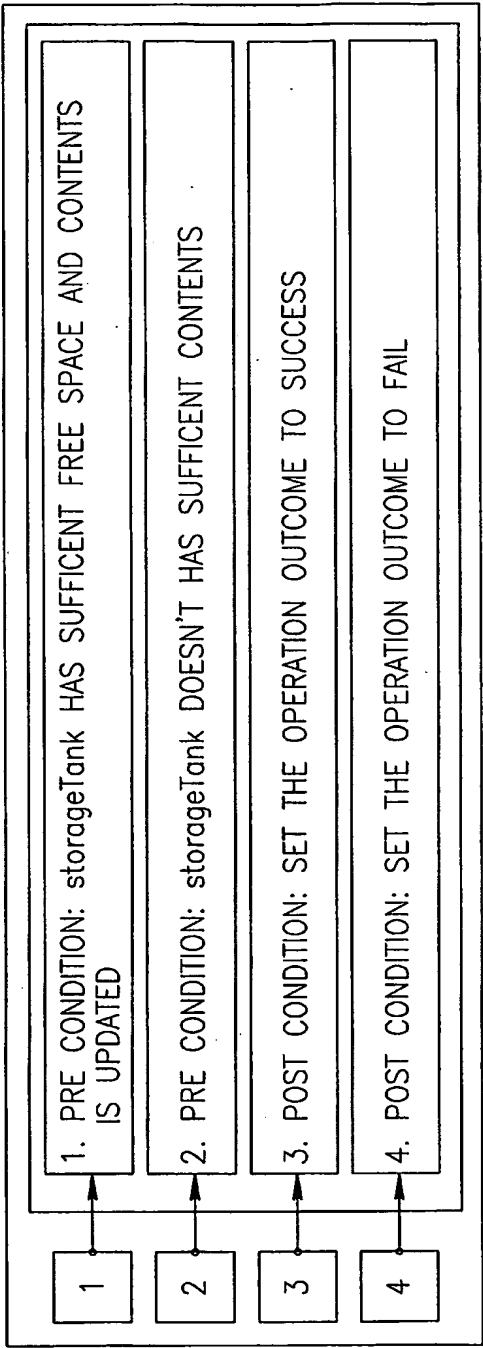 1
1. PRE CONDITION: storageTank HAS SUFFICENT FREE SPACE AND CONTENTS
IS UPDATED
2
2. PRE CONDITION: storageTank DOESN'T HAS SUFFICENT CONTENTS
3
3. POST CONDITION: SET THE OPERATION OUTCOME TO SUCCESS
4
4. POST CONDITION: SET THE OPERATION OUTCOME TO FAIL